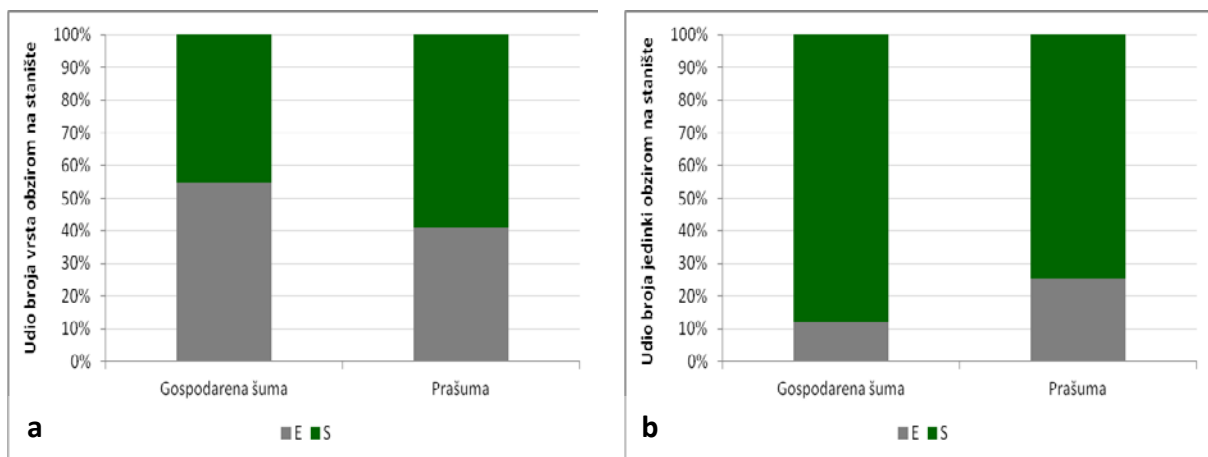 Udio broja vrsta obzirom na stanište
100%
90%
80%
70%
60%
50%
40%
30%
20%
10%
0%
Gospodarena šuma
Prašuma
E S
a
Udio broja jedinki obzirom na stanište
100%
90%
80%
70%
60%
50%
40%
30%
20%
10%
0%
Gospodarena šuma
Prašuma
E S
b